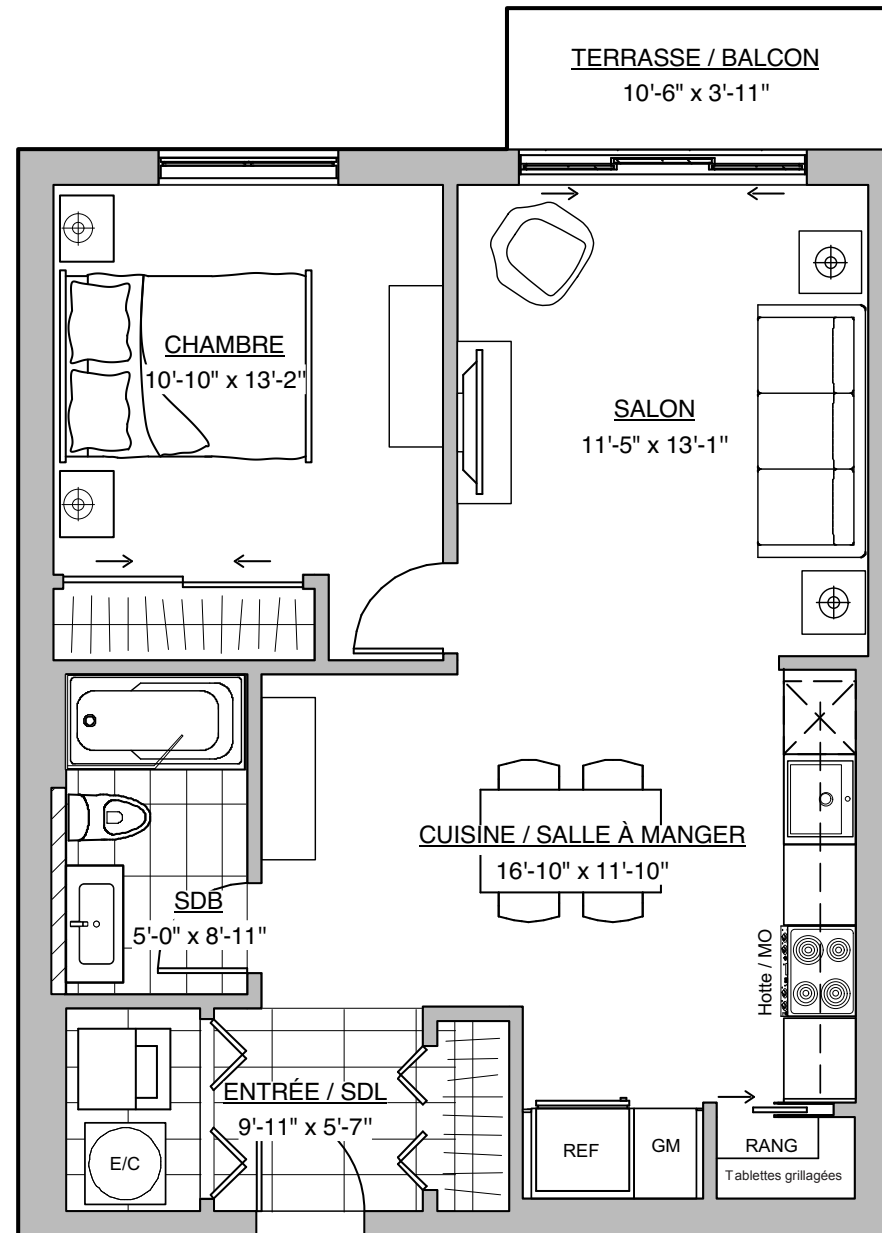 TERRASSE / BALCON
10'-6" x 3'-11"
CHAMBRE
10'-10" x 13'-2"
SALON
11'-5" x 13'-1"
CUISINE / SALLE À MANGER
16'-10" x 11'-10"
SDB
5'-0" x 8'-11"
Hotte / MO
ENTRÉE / SDL
9'-11" x 5'-7"
E/C
REF
GM
RANG
Tablettes grillagées